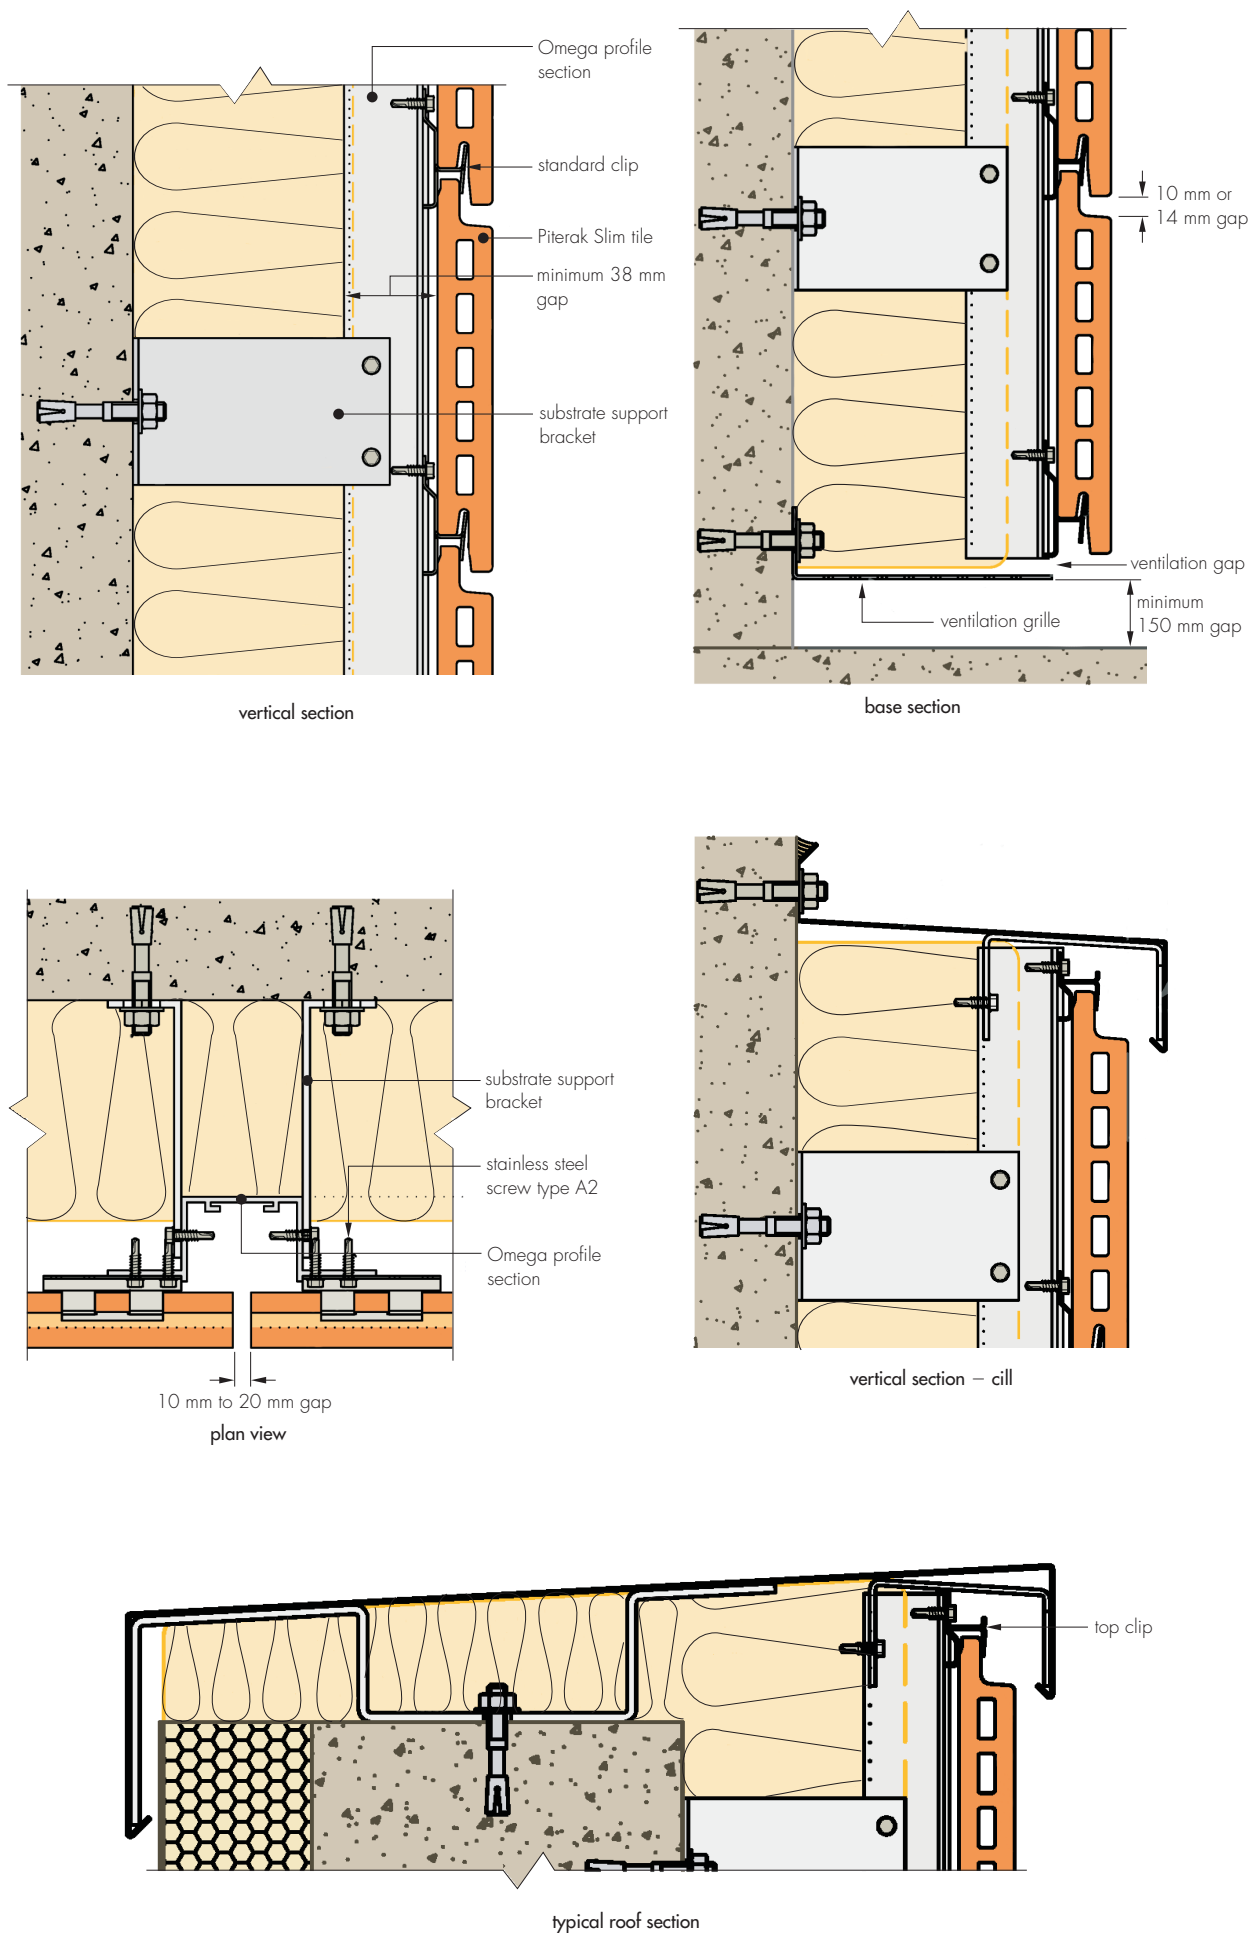 Omega profile
section
standard clip
Piterak Slim tile
minimum 38 mm
gap
substrate support
bracket
vertical section
10 mm or
14 mm gap
ventilation gap
minimum
150 mm gap
ventilation grille
base section
substrate support
bracket
stainless steel
screw type A2
Omega profile
section
10 mm to 20 mm gap
plan view
vertical section – cill
top clip
typical roof section